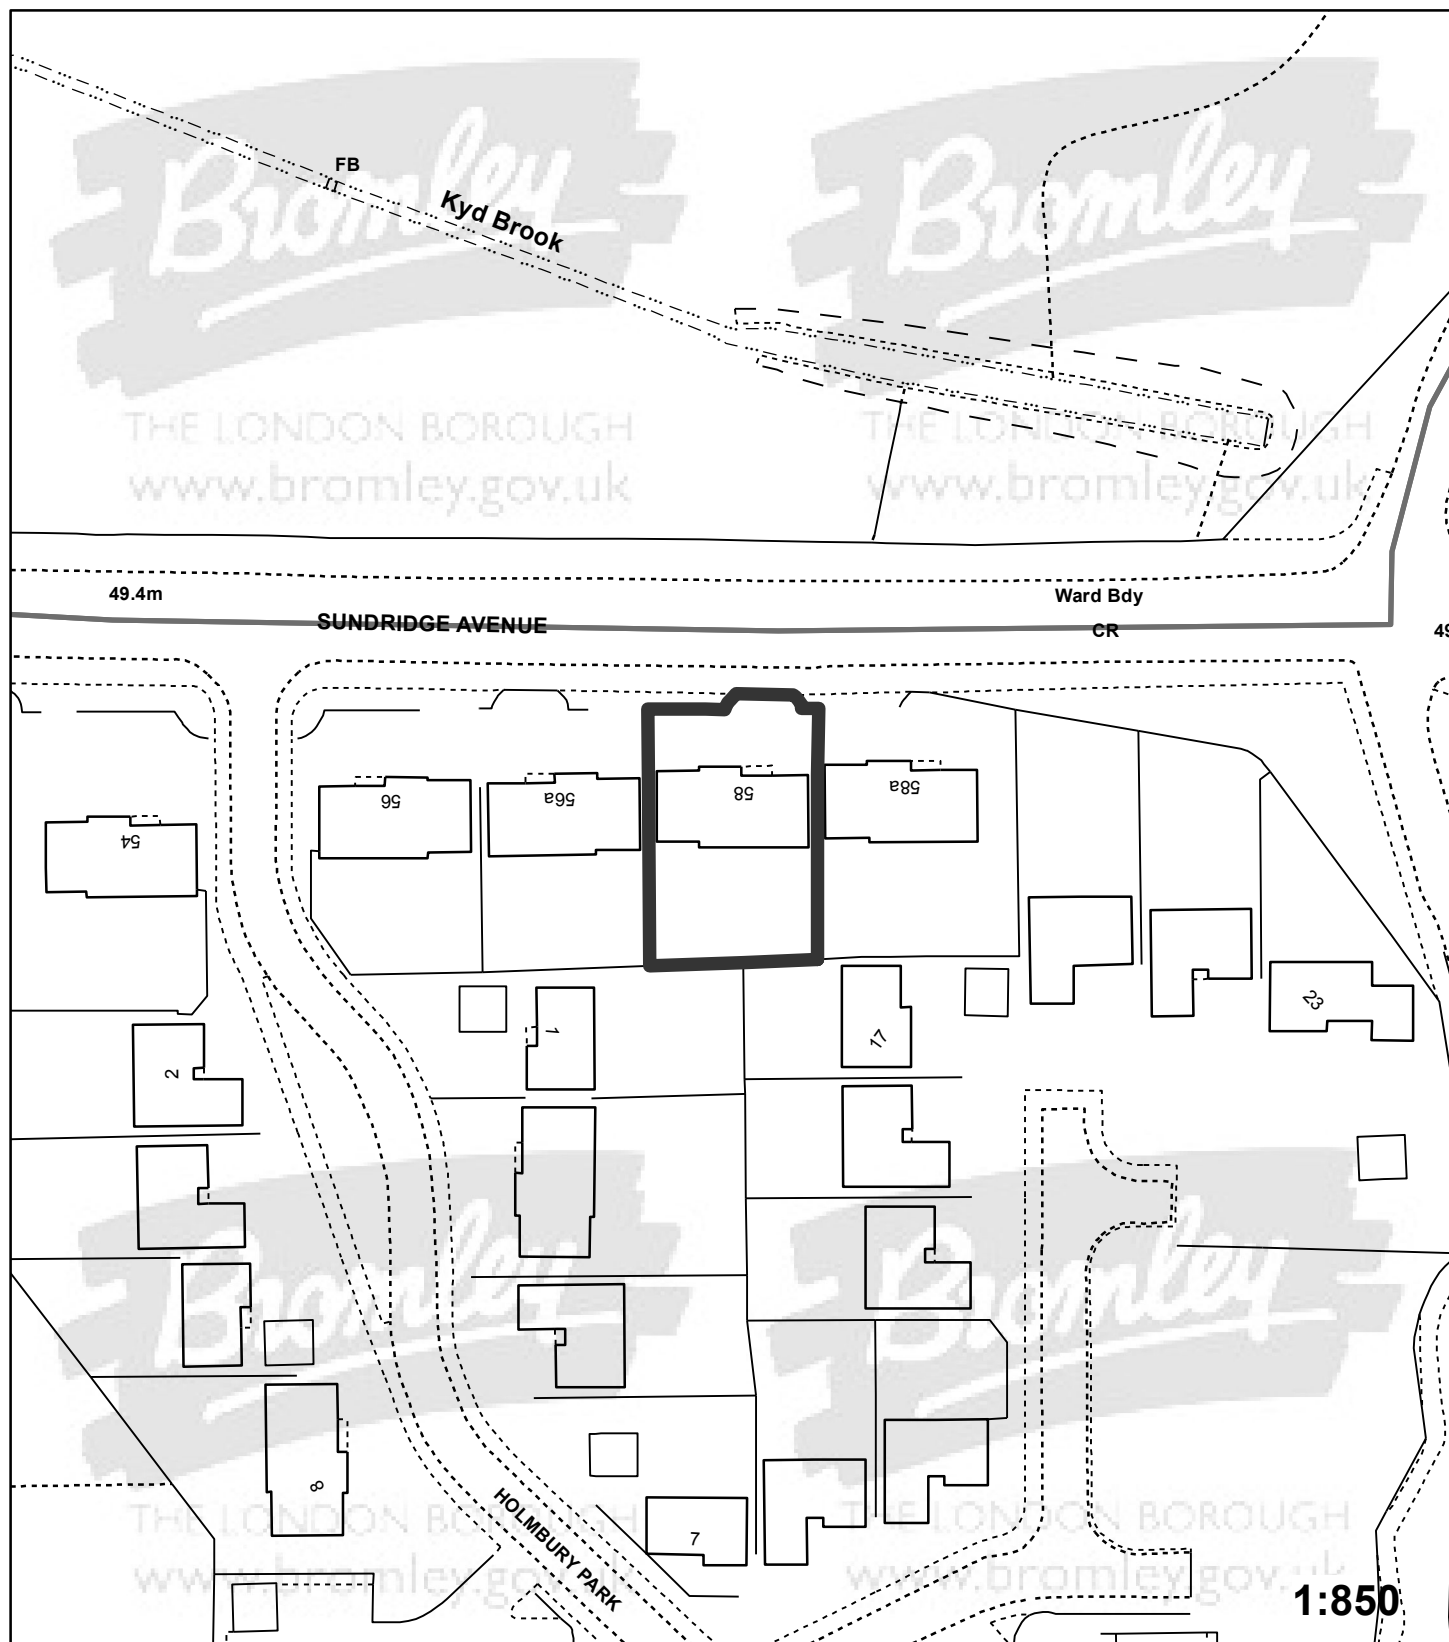 Bromley
Bromley
FB
Kyd Brook
THE LONDON BOROUGH
THE LONDON BOROUGH
www.bromley.gov.uk
www.bromley.gov.uk
49.4m
Ward Bdy
SUNDRIDGE AVENUE
CR
49
56
56a
58
58a
54
23
1
17
2
Bromley
Bromley
8
HOLMBURY PARK
7
THE LONDON BOROUGH
THE LONDON BOROUGH
www.bromley.gov.uk
www.bromley.gov.uk
1:850